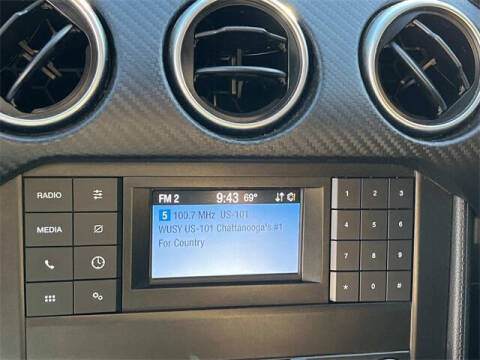 FM 2 9:43 69°
5 100.7 MHz US-101
WUSY US-101 Chattanooga's #1
For Country
RADIO
MEDIA
1 2 3
4 5 6
7 8 9
* 0 #